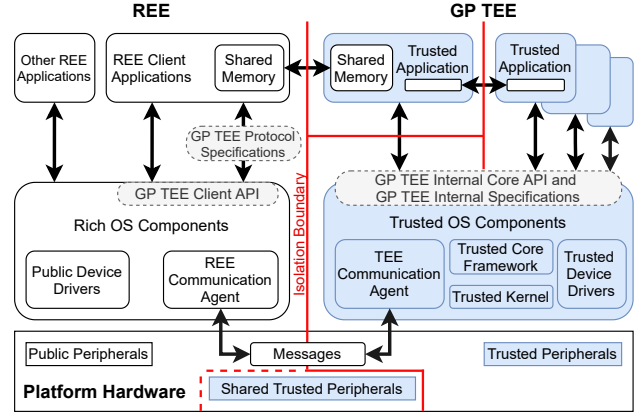 REE
GP TEE
Other REE
Applications
REE Client
Applications
Shared
Memory
Shared
Memory
Trusted
Application
Trusted
Application
GP TEE Protocol
Specifications
GP TEE Client API
GP TEE Internal Core API and
GP TEE Internal Specifications
Isolation Boundary
Rich OS Components
Trusted OS Components
Public Device
Drivers
REE
Communication
Agent
TEE
Communication
Agent
Trusted Core
Framework
Trusted Kernel
Trusted
Device
Drivers
Public Peripherals
Messages
Trusted Peripherals
Platform Hardware
Shared Trusted Peripherals